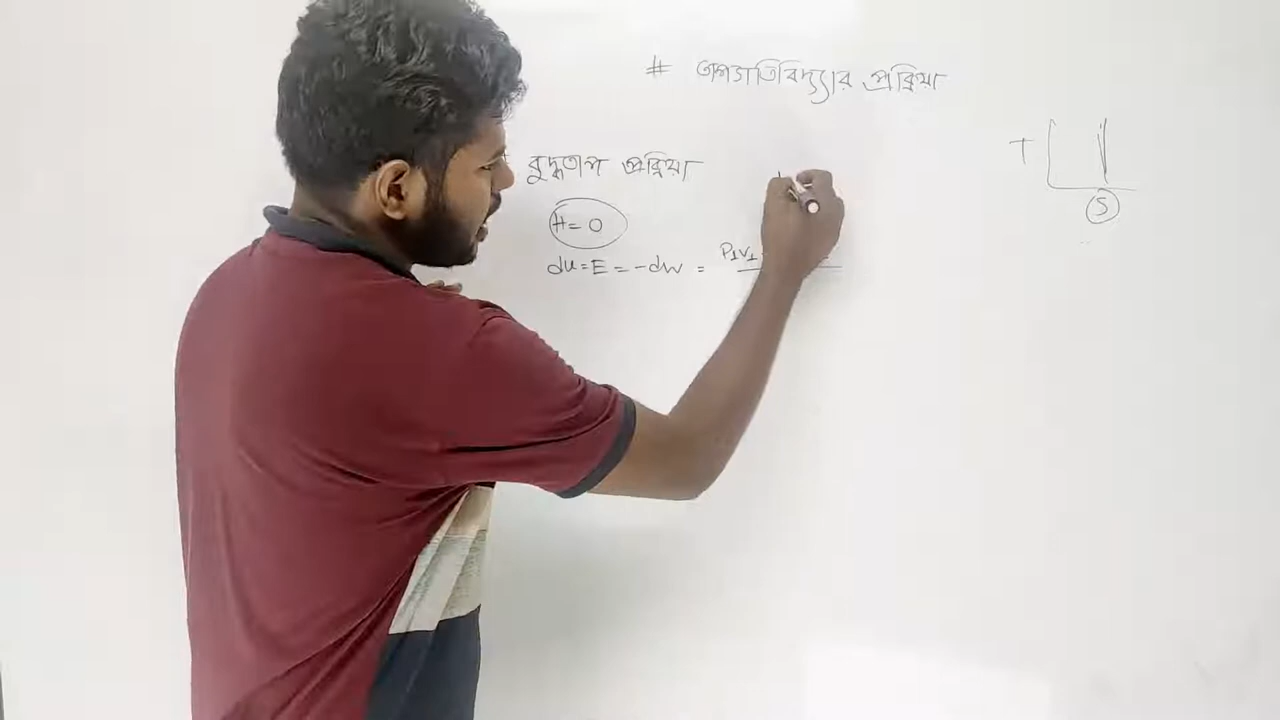 # তাপগতিবিদ্যার প্রক্রিয়া
রুদ্ধতাপ প্রক্রিয়া
H = 0
du = E = -dw = P₁V₁
T
S